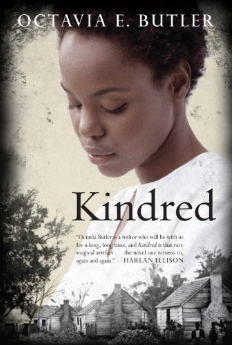 OCTAVIA E. BUTLER
Kindred
“Octavia Butler is a writer who will be with us
for a long, long time, and Kindred is that rare
magical artifact . . . the novel one returns to,
again and again.” —HARLAN ELLISON